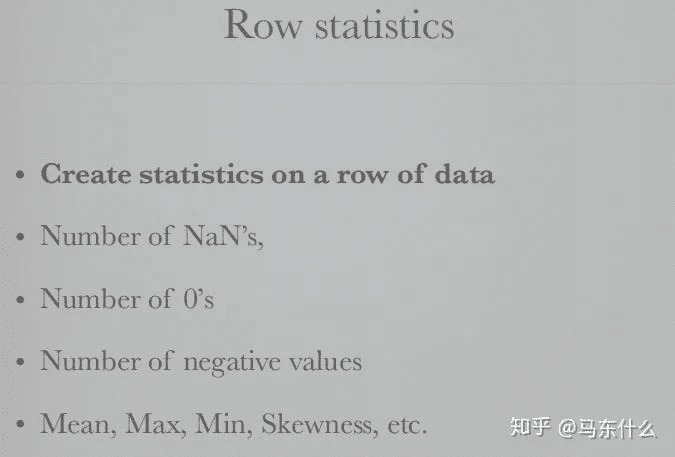 Row statistics
• Create statistics on a row of data
• Number of NaN's,
• Number of 0's
• Number of negative values
• Mean, Max, Min, Skewness, etc.
知乎 @马东什么